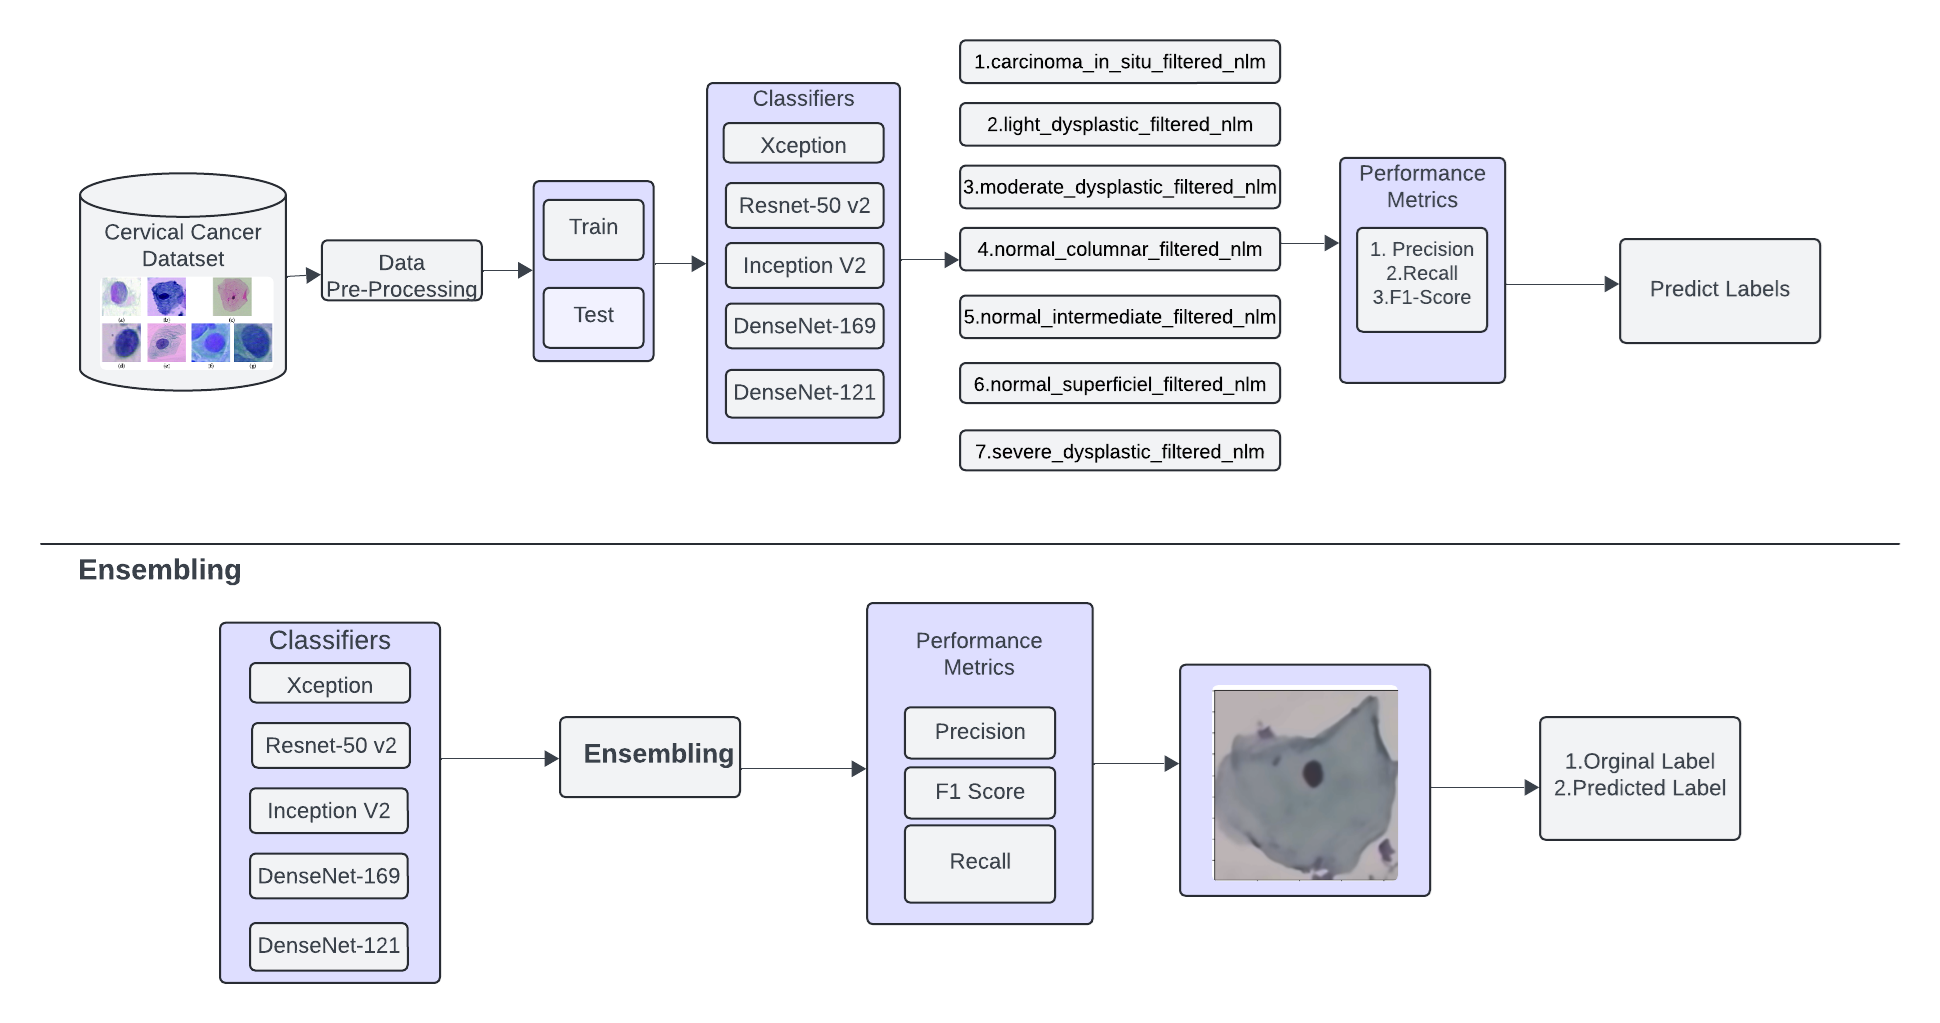 Cervical Cancer
Datatset
(a)
(b)
(c)
(d)
(e)
(f)
(g)
Data
Pre-Processing
Train
Test
Classifiers
Xception
Resnet-50 v2
Inception V2
DenseNet-169
DenseNet-121
1.carcinoma_in_situ_filtered_nlm
2.light_dysplastic_filtered_nlm
3.moderate_dysplastic_filtered_nlm
4.normal_columnar_filtered_nlm
5.normal_intermediate_filtered_nlm
6.normal_superficiel_filtered_nlm
7.severe_dysplastic_filtered_nlm
Performance
Metrics
1. Precision
2.Recall
3.F1-Score
Predict Labels
Ensembling
Classifiers
Xception
Resnet-50 v2
Inception V2
DenseNet-169
DenseNet-121
Ensembling
Performance
Metrics
Precision
F1 Score
Recall
1.Orginal Label
2.Predicted Label